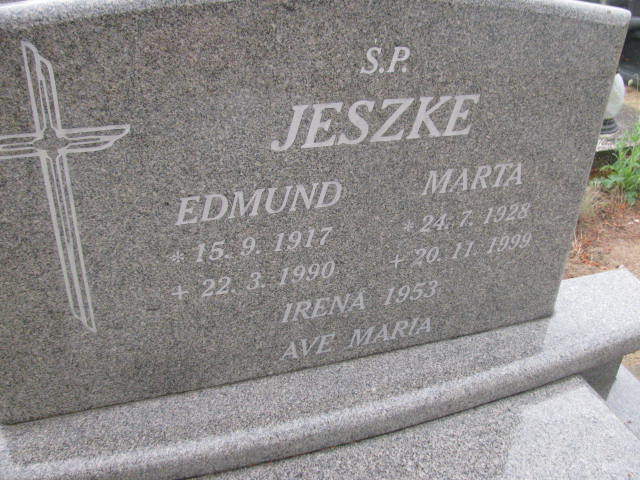 S.P.
JESZKE
EDMUND MARTA
* 15. 9. 1917 * 24. 7. 1928
+ 22. 3. 1990 + 20. 11. 1999
IRENA 1953
AVE MARIA